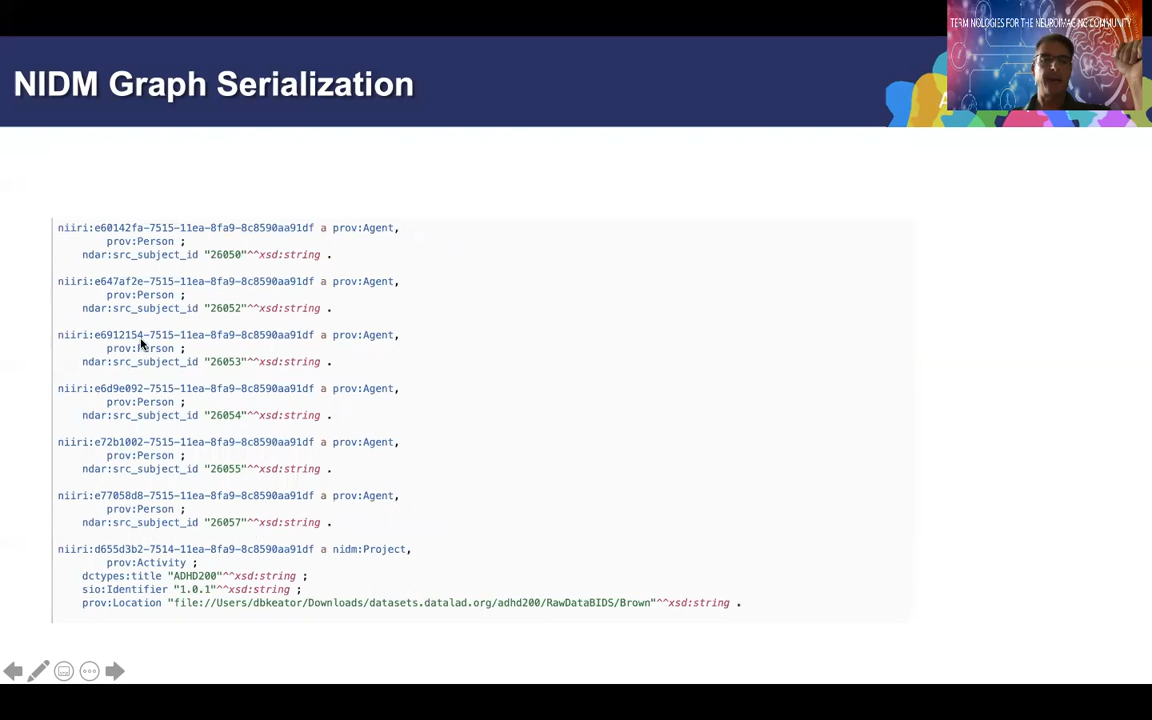 TERM NOLOGIES FOR THE NEUROIMAGING COMMUNITY
NIDM Graph Serialization
niiri:e60142fa-7515-11ea-8fa9-8c8590aa91df a prov:Agent,
prov:Person ;
ndar:src_subject_id "26050"^^xsd:string .
niiri:e647af2e-7515-11ea-8fa9-8c8590aa91df a prov:Agent,
prov:Person ;
ndar:src_subject_id "26052"^^xsd:string .
niiri:e6912154-7515-11ea-8fa9-8c8590aa91df a prov:Agent,
prov:Person ;
ndar:src_subject_id "26053"^^xsd:string .
niiri:e6d9e092-7515-11ea-8fa9-8c8590aa91df a prov:Agent,
prov:Person ;
ndar:src_subject_id "26054"^^xsd:string .
niiri:e72b1002-7515-11ea-8fa9-8c8590aa91df a prov:Agent,
prov:Person ;
ndar:src_subject_id "26055"^^xsd:string .
niiri:e77058d8-7515-11ea-8fa9-8c8590aa91df a prov:Agent,
prov:Person ;
ndar:src_subject_id "26057"^^xsd:string .
niiri:d655d3b2-7514-11ea-8fa9-8c8590aa91df a nidm:Project,
prov:Activity ;
dctypes:title "ADHD200"^^xsd:string ;
sio:Identifier "1.0.1"^^xsd:string ;
prov:Location "file://Users/dbkeator/Downloads/datasets.datalad.org/adhd200/RawDataBIDS/Brown"^^xsd:string .